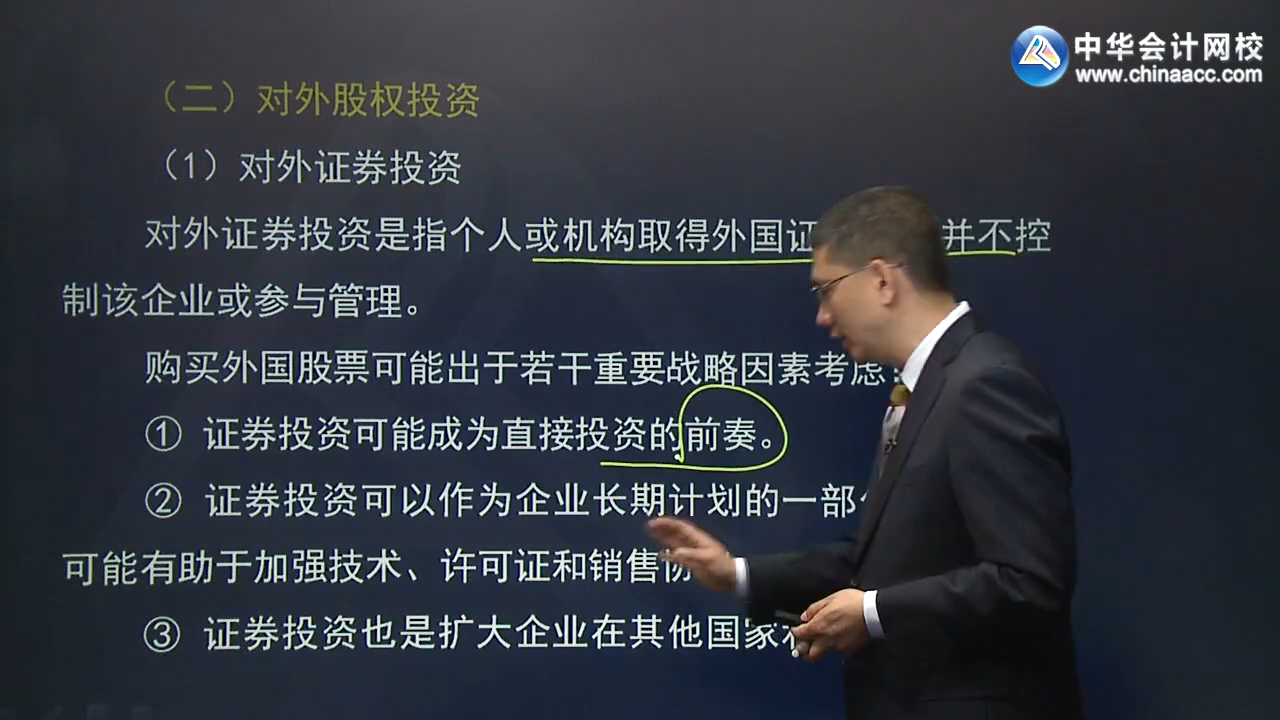 中华会计网校
www.chinaacc.com
（二）对外股权投资
（1）对外证券投资
对外证券投资是指个人或机构取得外国证 并不控
制该企业或参与管理。
购买外国股票可能出于若干重要战略因素考虑：
① 证券投资可能成为直接投资的前奏。
② 证券投资可以作为企业长期计划的一部
可能有助于加强技术、许可证和销售协
③ 证券投资也是扩大企业在其他国家